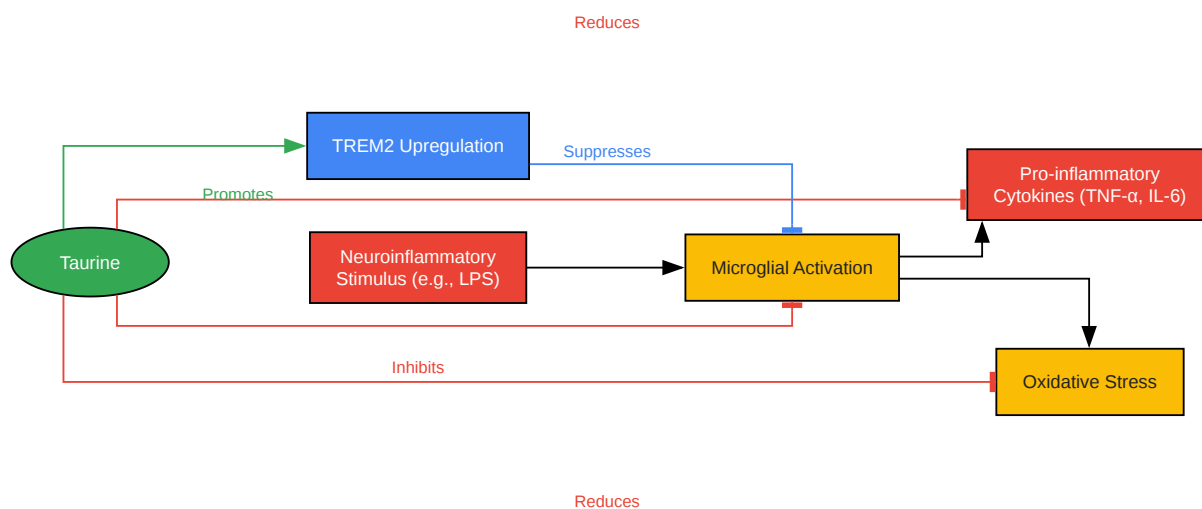 Reduces
TREM2 Upregulation
Suppresses
Pro-inflammatory
Cytokines (TNF-α, IL-6)
Promotes
Taurine
Neuroinflammatory
Stimulus (e.g., LPS)
Microglial Activation
Inhibits
Oxidative Stress
Reduces